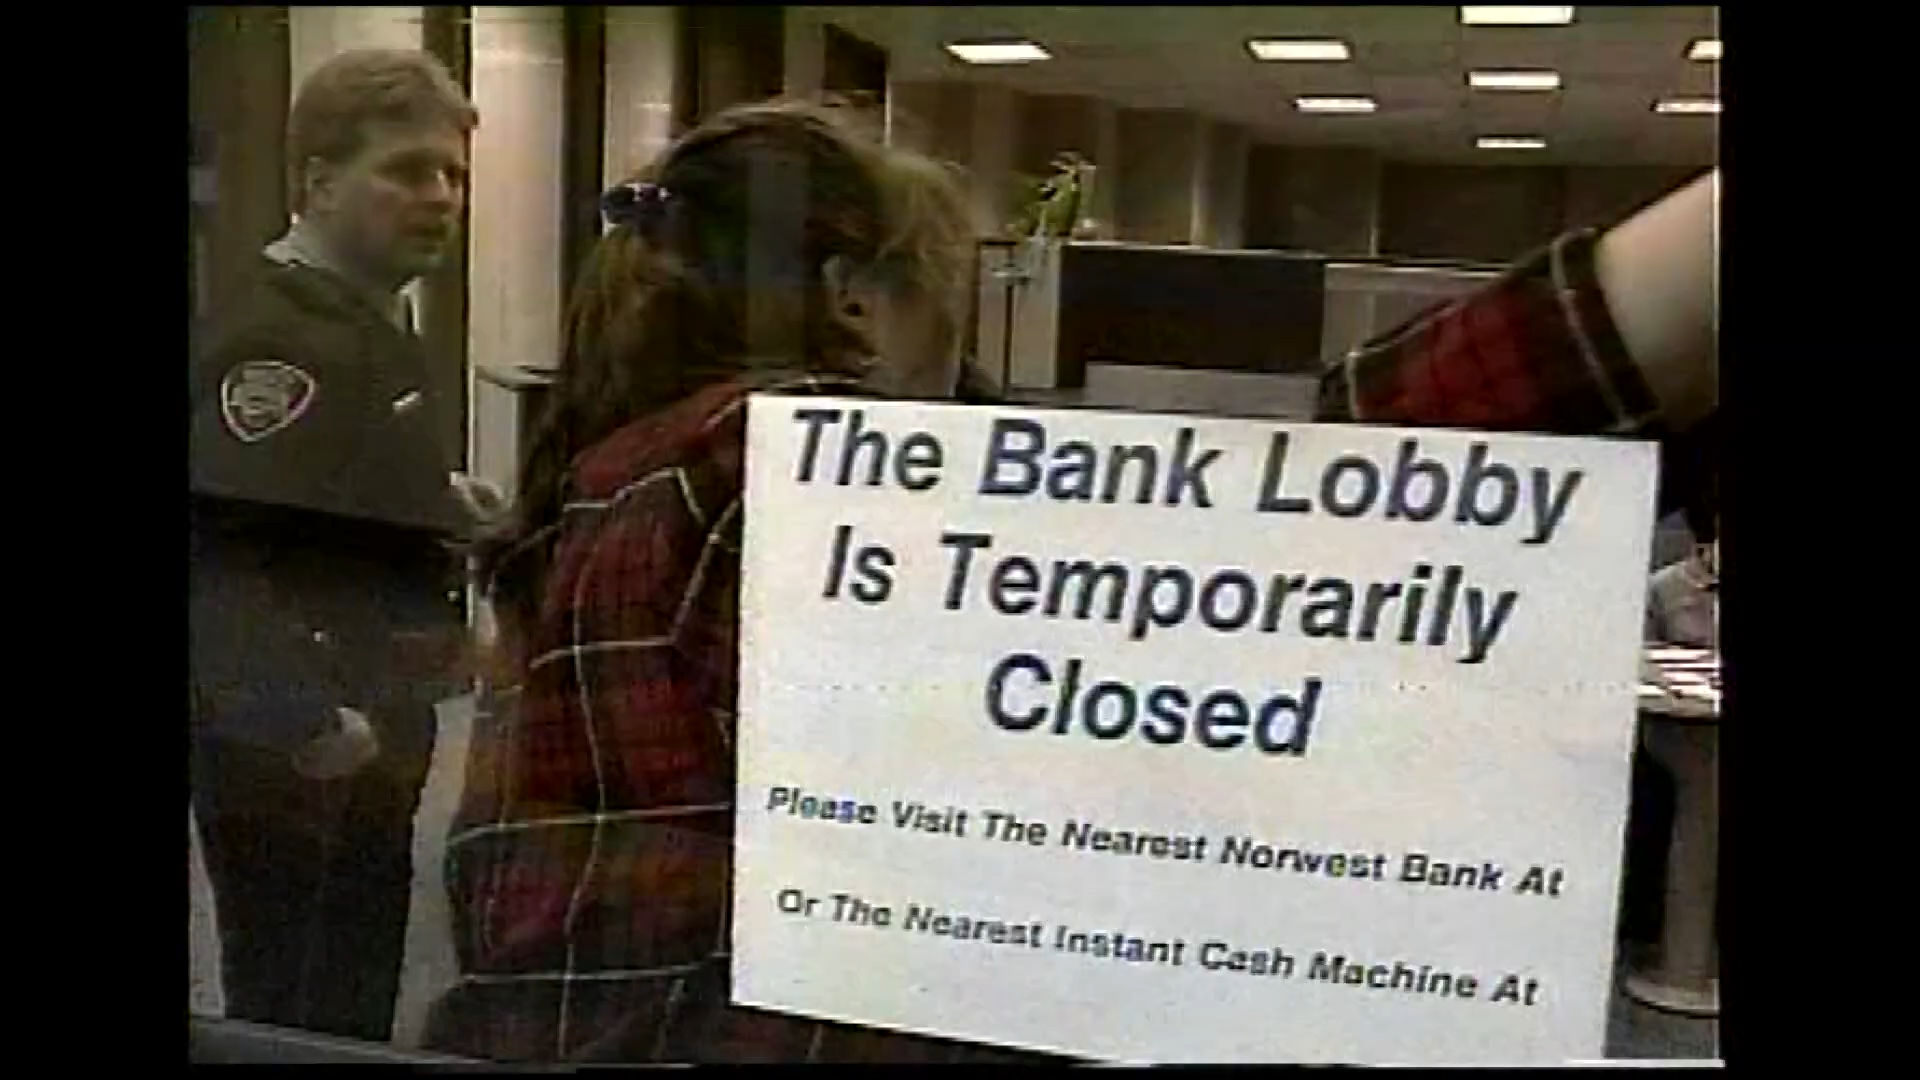 The Bank Lobby
Is Temporarily
Closed
Please Visit The Nearest Norwest Bank At
Or The Nearest Instant Cash Machine At